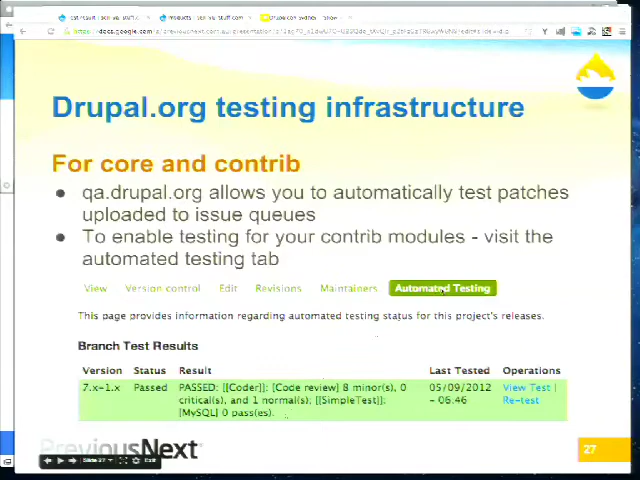 Drupal.org testing infrastructure
For core and contrib
● qa.drupal.org allows you to automatically test patches
uploaded to issue queues
● To enable testing for your contrib modules - visit the
automated testing tab
View Version control Edit Revisions Maintainers Automated Testing
This page provides information regarding automated testing status for this project's releases.
Branch Test Results
Version Status Result Last Tested Operations
7.x-1.x Passed PASSED: [[Coder]: [Code review] 8 minor(s), 0 05/09/2012 View Test |
critical(s), and 1 normal(s); [[SimpleTest]]: - 06:46 Re-test
[MySQL] 0 pass(es).
PreviousNext
27
Slide 27 Exit